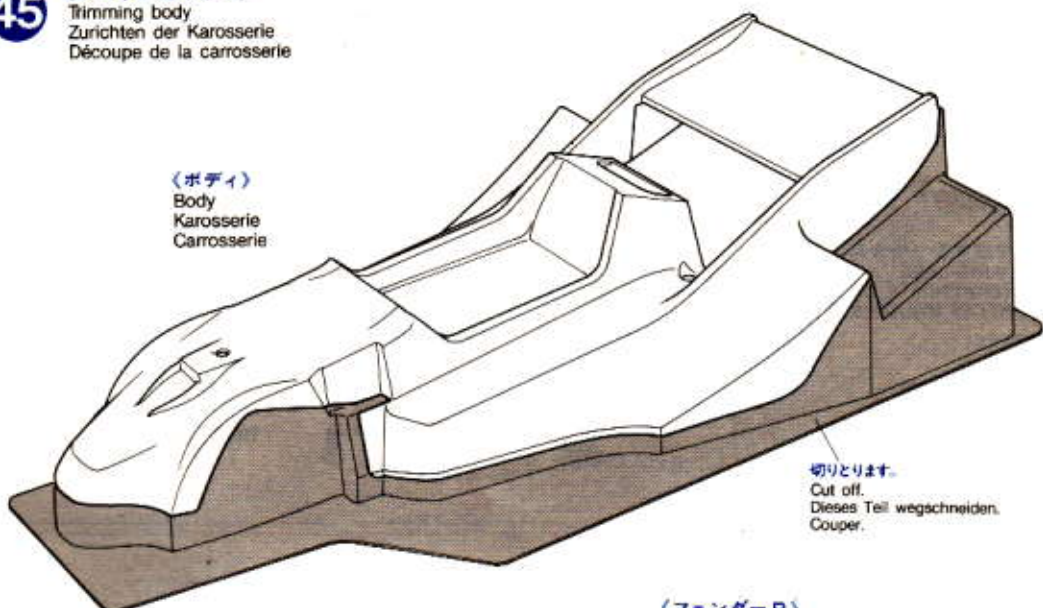 45
Trimming body
Zurichten der Karosserie
Découpe de la carrosserie
《ボディ》
Body
Karosserie
Carrosserie
切りとります。
Cut off.
Dieses Teil wegschneiden.
Couper.